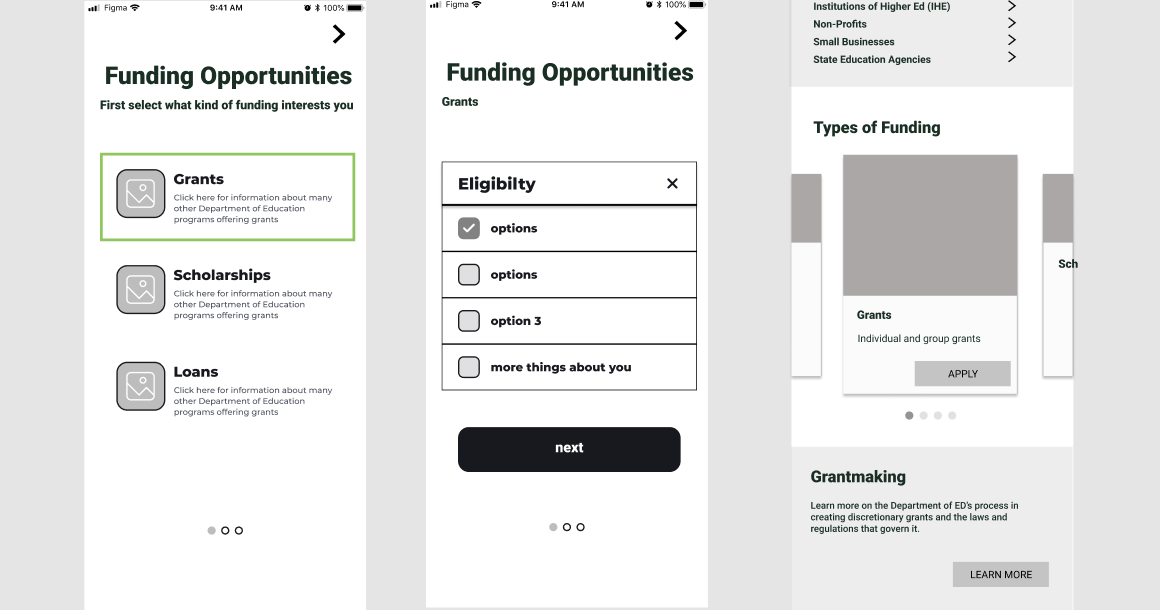 Figma 9:41 AM 100%
Funding Opportunities
First select what kind of funding interests you
Grants
Click here for information about many
other Department of Education
programs offering grants
Scholarships
Click here for information about many
other Department of Education
programs offering grants
Loans
Click here for information about many
other Department of Education
programs offering grants
Figma 9:41 AM 100%
Funding Opportunities
Grants
Eligibilty
options
options
option 3
more things about you
next
Institutions of Higher Ed (IHE)
Non-Profits
Small Businesses
State Education Agencies
Types of Funding
Grants
Individual and group grants
APPLY
Sch
Grantmaking
Learn more on the Department of ED's process in
creating discretionary grants and the laws and
regulations that govern it.
LEARN MORE